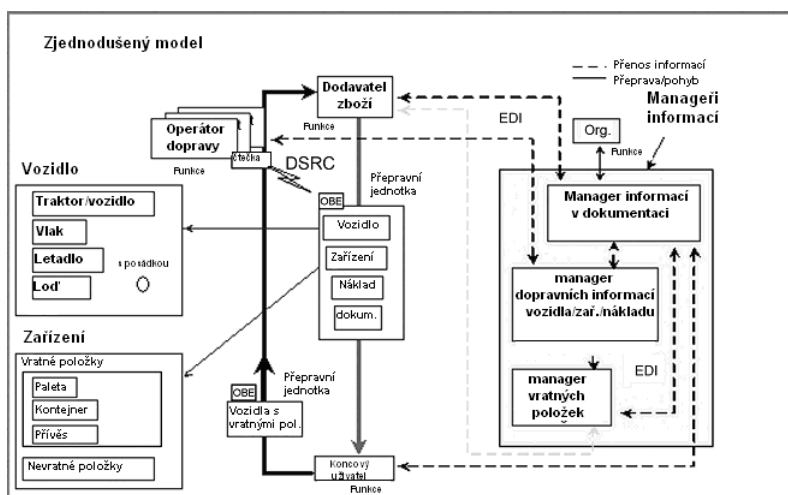 Zjednodušený model
Přenos informací
Přeprava/pohyb
Dodavatel
zboží
Funkce
Manageři
informací
EDI
Org.
Funkce
Operátor
dopravy
čtečka
Funkce
DSRC
Přepravní
jednotka
OBE
Vozidlo
Zařízení
Náklad
dokum.
Vozidlo
Traktor/vozidlo
Vlak
Letadlo
Loď
s posádkou
Manager informací
v dokumentaci
manager
dopravních informací
vozidla/zař./nákladu
EDI
manager
vratných
položek
Zařízení
Vratné položky
Paleta
Kontejner
Přívěs
Nevratné položky
Přepravní
jednotka
OBE
Vozidla s
vratnými pol.
Koncový
uživatel
Funkce